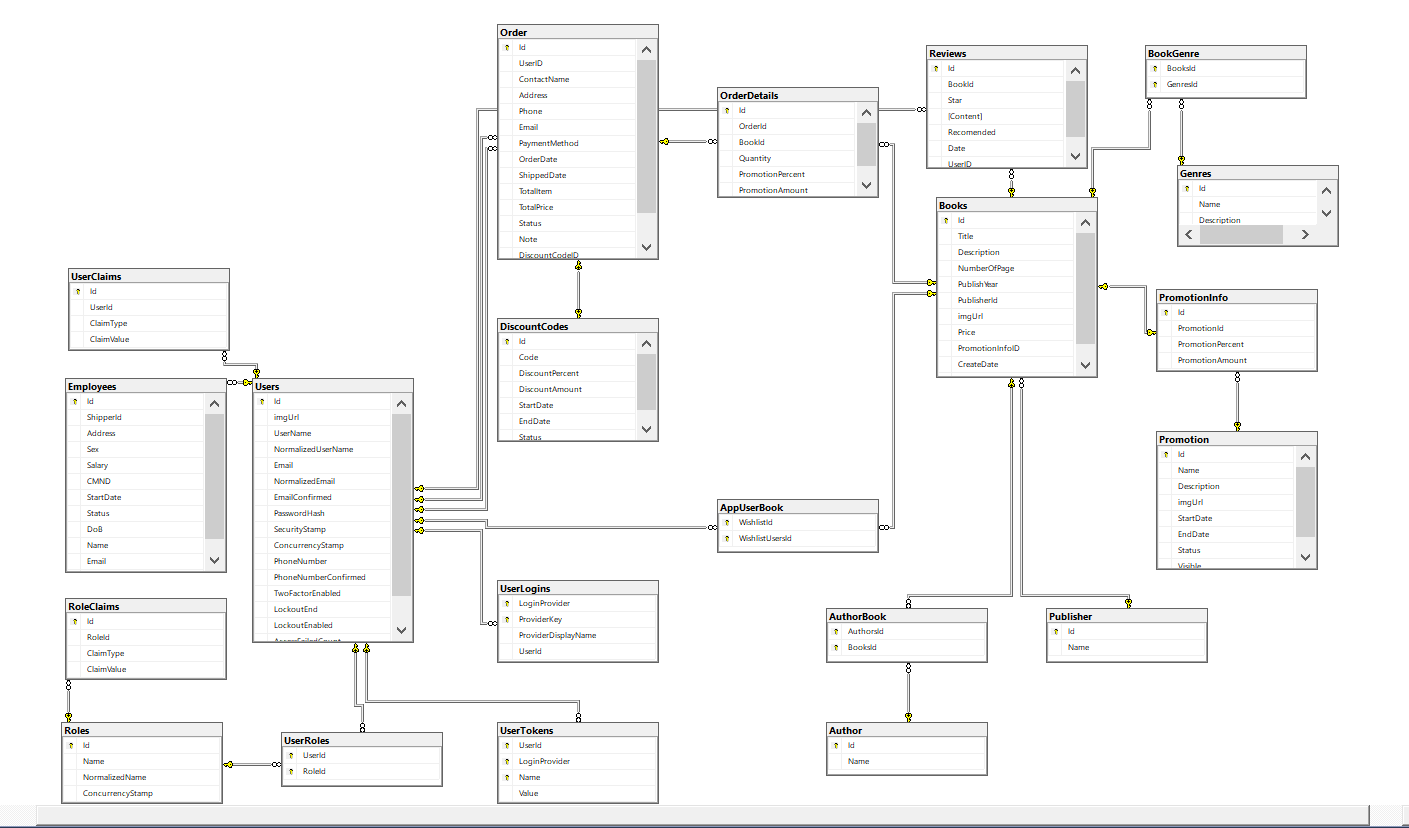 Order
Id
UserID
ContactName
Address
Phone
Email
PaymentMethod
OrderDate
ShippedDate
TotalItem
TotalPrice
Status
Note
DiscountCodeID
OrderDetails
Id
OrderId
BookId
Quantity
PromotionPercent
PromotionAmount
Reviews
Id
BookId
Star
[Content]
Recomended
Date
UserID
BookGenre
BooksId
GenresId
Genres
Id
Name
Description
Books
Id
Title
Description
NumberOfPage
PublishYear
PublisherId
imgUrl
Price
PromotionInfoID
CreateDate
UserClaims
Id
UserId
ClaimType
ClaimValue
DiscountCodes
Id
Code
DiscountPercent
DiscountAmount
StartDate
EndDate
Status
PromotionInfo
Id
PromotionId
PromotionPercent
PromotionAmount
Employees
Id
ShipperId
Address
Sex
Salary
CMND
StartDate
Status
DoB
Name
Email
Users
Id
imgUrl
UserName
NormalizedUserName
Email
NormalizedEmail
EmailConfirmed
PasswordHash
SecurityStamp
ConcurrencyStamp
PhoneNumber
PhoneNumberConfirmed
TwoFactorEnabled
LockoutEnd
LockoutEnabled
AccessFailedCount
Promotion
Id
Name
Description
imgUrl
StartDate
EndDate
Status
Visible
AppUserBook
WishlistId
WishlistUsersId
UserLogins
LoginProvider
ProviderKey
ProviderDisplayName
UserId
RoleClaims
Id
RoleId
ClaimType
ClaimValue
AuthorBook
AuthorsId
BooksId
Publisher
Id
Name
Roles
Id
Name
NormalizedName
ConcurrencyStamp
UserRoles
UserId
RoleId
UserTokens
UserId
LoginProvider
Name
Value
Author
Id
Name